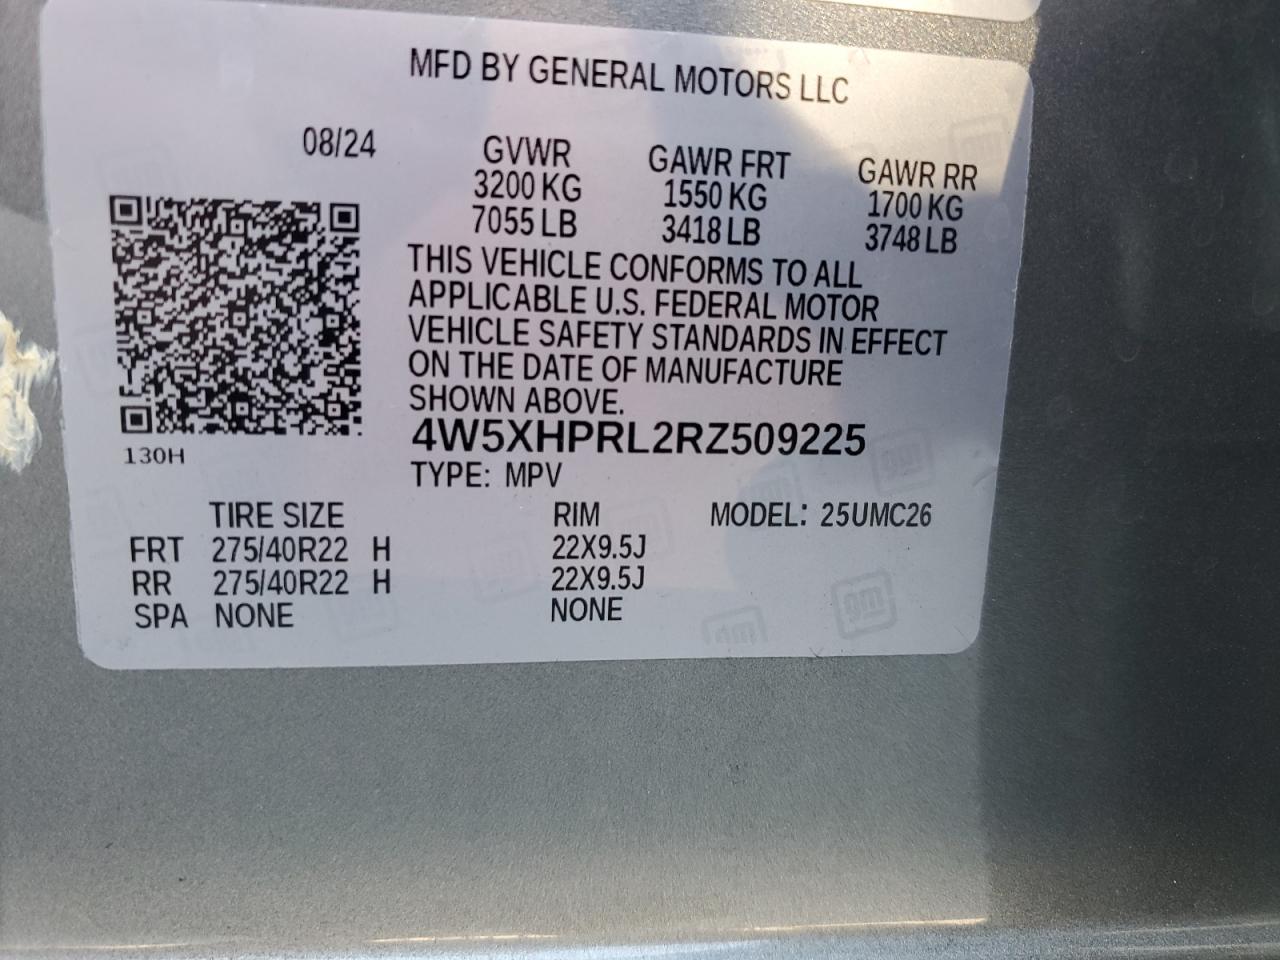 MFD BY GENERAL MOTORS LLC
08/24 GVWR GAWR FRT GAWR RR
3200 KG 1550 KG 1700 KG
7055 LB 3418 LB 3748 LB
THIS VEHICLE CONFORMS TO ALL
APPLICABLE U.S. FEDERAL MOTOR
VEHICLE SAFETY STANDARDS IN EFFECT
ON THE DATE OF MANUFACTURE
SHOWN ABOVE.
4W5XHPRL2RZ509225
130H
TYPE: MPV
TIRE SIZE RIM MODEL: 25UMC26
FRT 275/40R22 H 22X9.5J
RR 275/40R22 H 22X9.5J
SPA NONE NONE
gm
gm